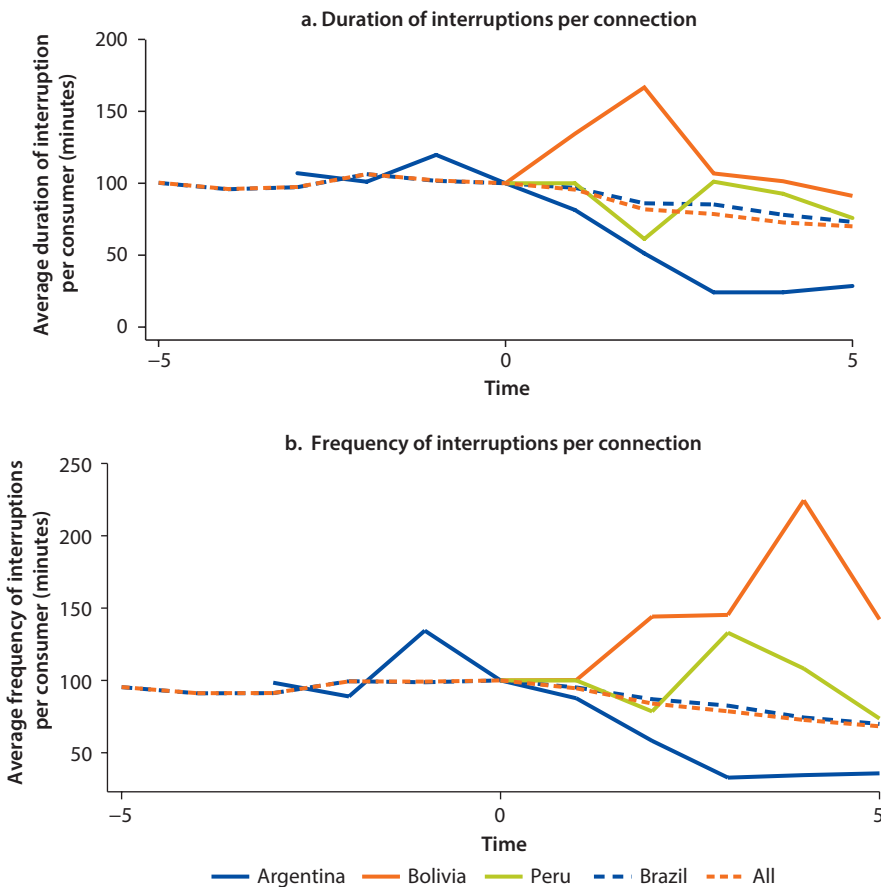 a. Duration of interruptions per connection
Average duration of interruption
per consumer (minutes)
200
150
100
50
0
−5
0
5
Time
b. Frequency of interruptions per connection
Average frequency of interruptions
per consumer (minutes)
250
200
150
100
50
−5
0
5
Time
Argentina Bolivia Peru Brazil All